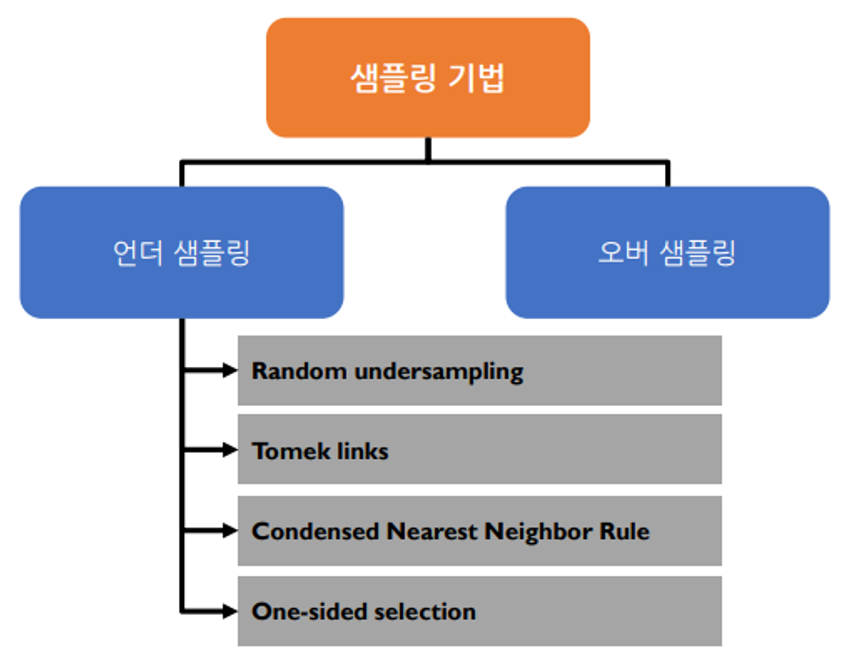 샘플링 기법
언더 샘플링
오버 샘플링
Random undersampling
Tomek links
Condensed Nearest Neighbor Rule
One-sided selection